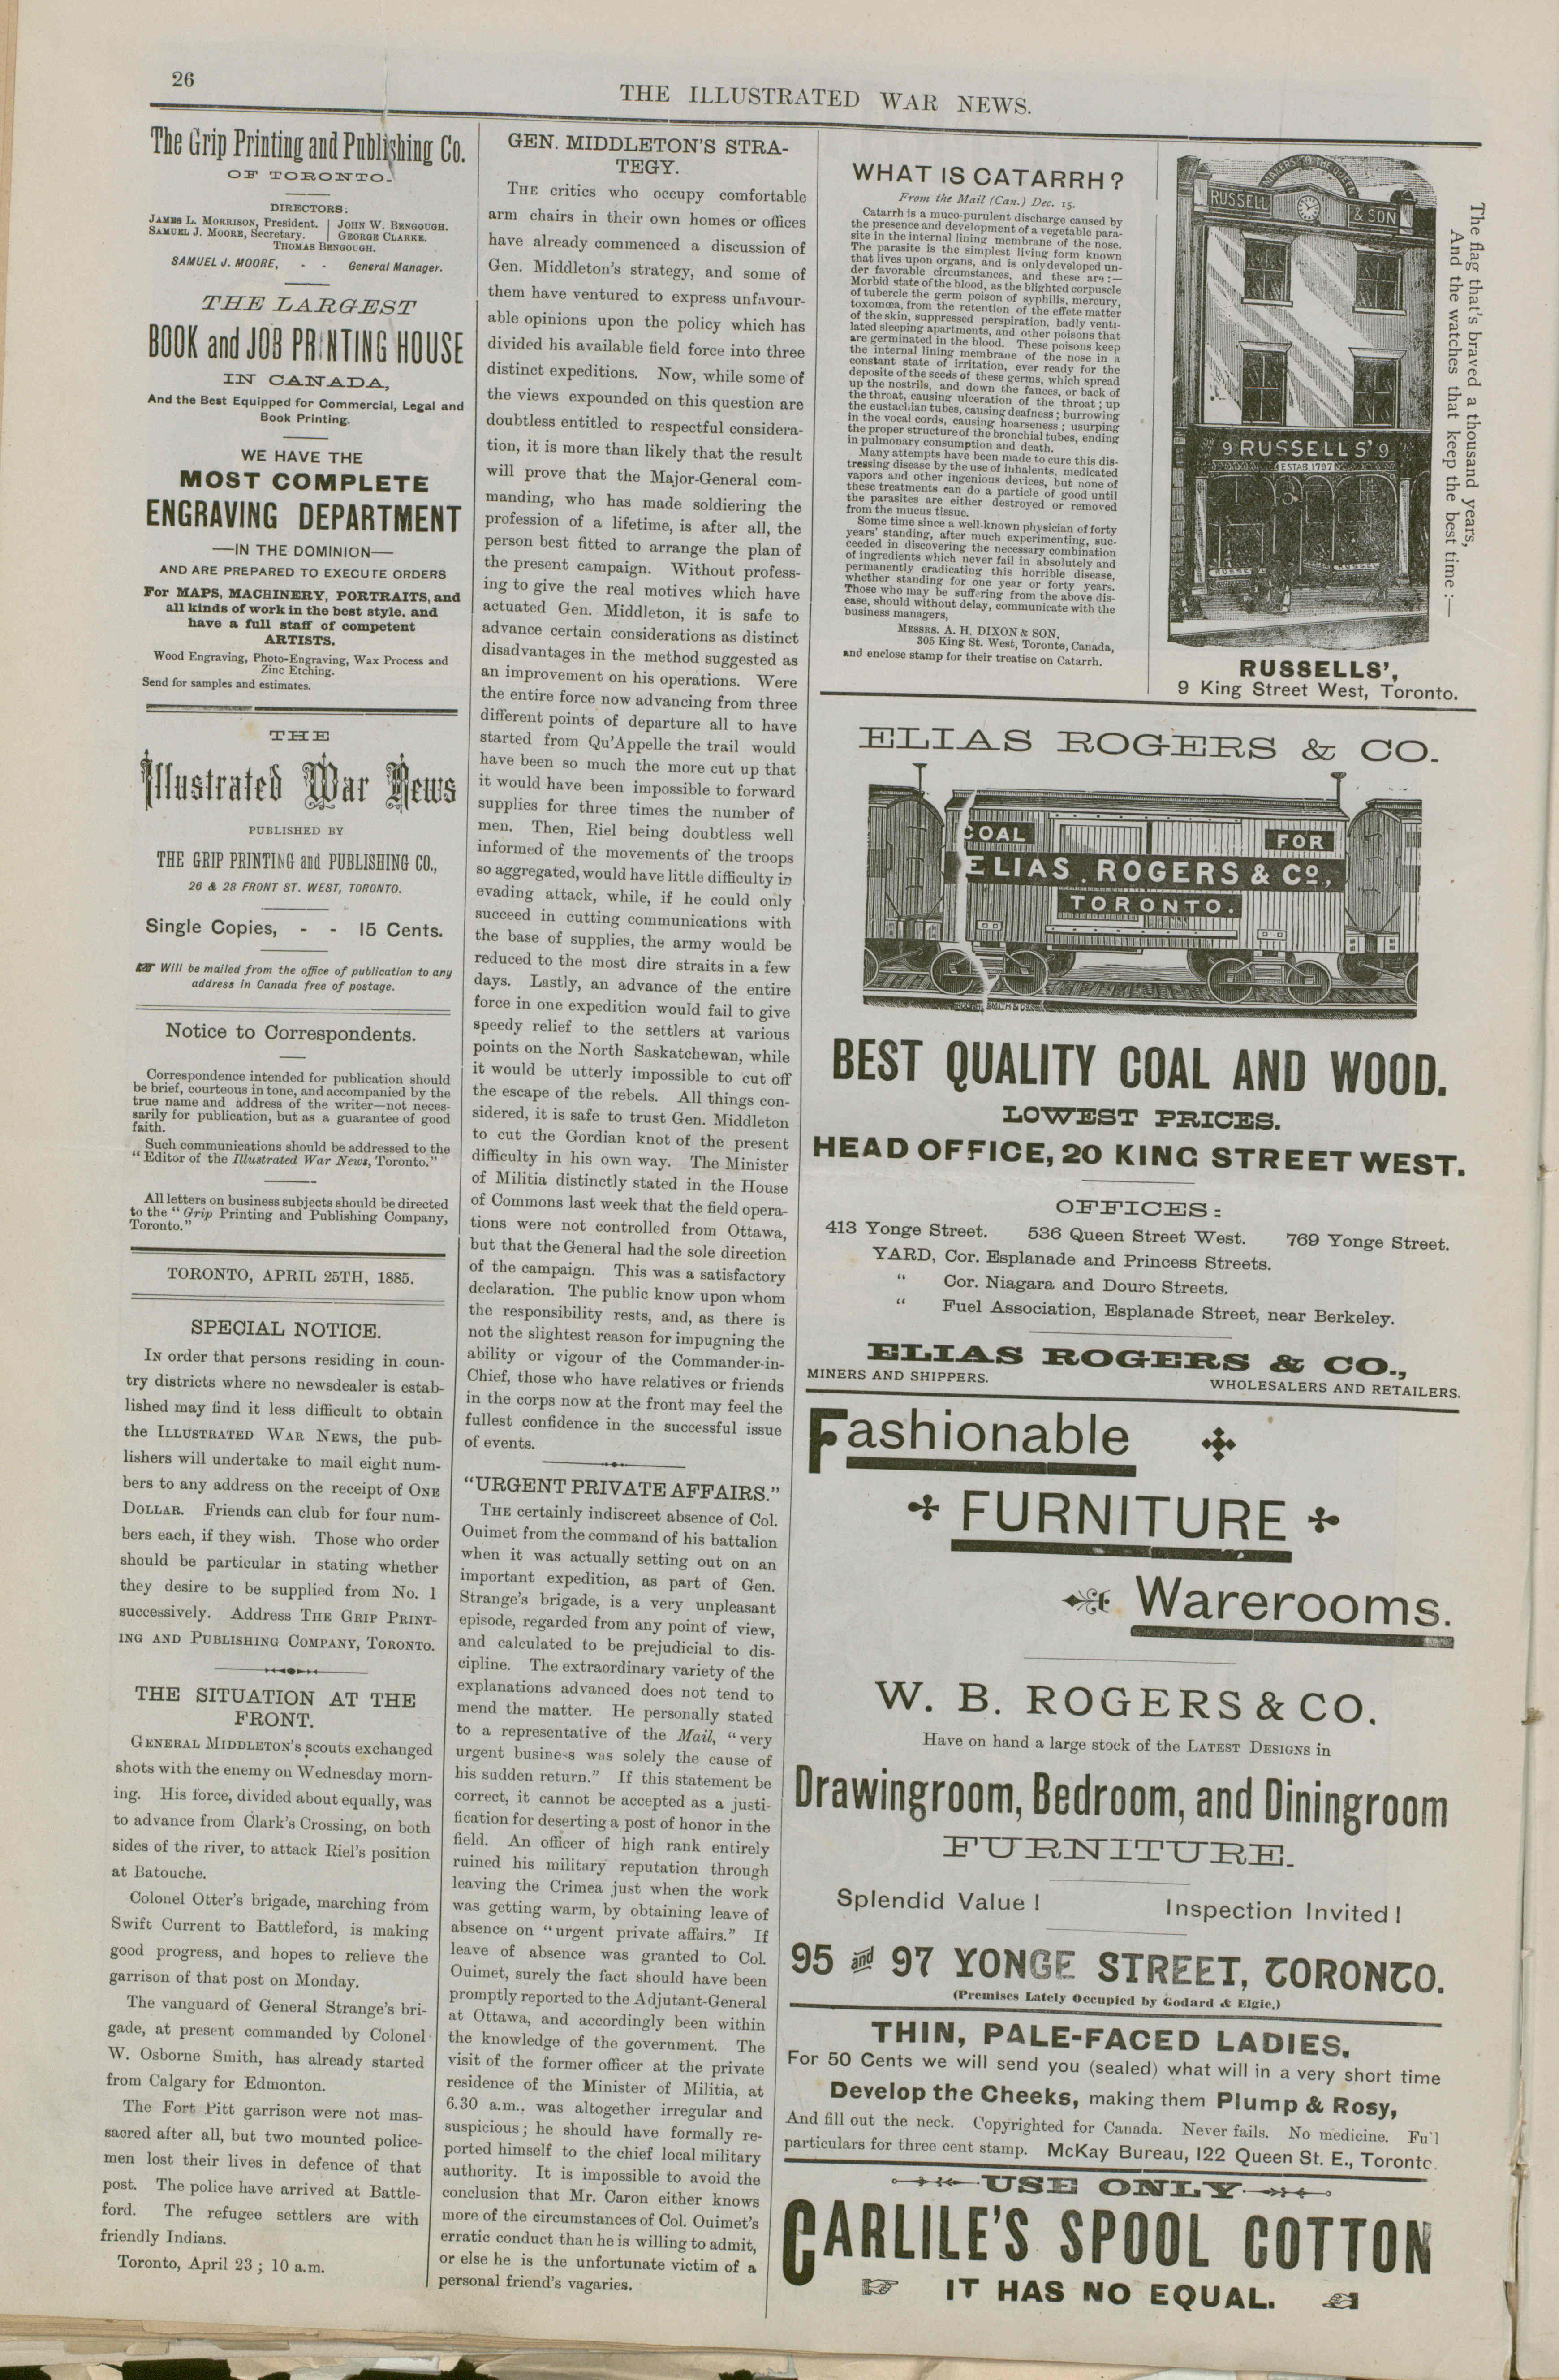 26
THE ILLUSTRATED WAR NEWS.
The Grip Printing and Publishing Co.
OF TORONTO.
DIRECTORS:
JAMES L. MORRISON, President.
SAMUEL J. MOORE, Secretary.
JOHN W. BENGOUGH.
GEORGE CLARKE.
THOMAS BENGOUGH.
SAMUEL J. MOORE, - - General Manager.
THE LARGEST
BOOK and JOB PRINTING HOUSE
IN CANADA,
And the Best Equipped for Commercial, Legal and
Book Printing.
WE HAVE THE
MOST COMPLETE
ENGRAVING DEPARTMENT
—IN THE DOMINION—
AND ARE PREPARED TO EXECUTE ORDERS
For MAPS, MACHINERY, PORTRAITS, and
all kinds of work in the best style, and
have a full staff of competent
ARTISTS.
Wood Engraving, Photo-Engraving, Wax Process and
Zinc Etching.
Send for samples and estimates.
THE
Illustrated War News
PUBLISHED BY
THE GRIP PRINTING and PUBLISHING CO.,
26 & 28 FRONT ST. WEST, TORONTO.
Single Copies, - - 15 Cents.
☞ Will be mailed from the office of publication to any
address in Canada free of postage.
Notice to Correspondents.
Correspondence intended for publication should
be brief, courteous in tone, and accompanied by the
true name and address of the writer—not neces-
sarily for publication, but as a guarantee of good
faith.
Such communications should be addressed to the
"Editor of the Illustrated War News, Toronto."
All letters on business subjects should be directed
to the "Grip Printing and Publishing Company,
Toronto."
TORONTO, APRIL 25TH, 1885.
SPECIAL NOTICE.
IN order that persons residing in coun-
try districts where no newsdealer is estab-
lished may find it less difficult to obtain
the ILLUSTRATED WAR NEWS, the pub-
lishers will undertake to mail eight num-
bers to any address on the receipt of ONE
DOLLAR. Friends can club for four num-
bers each, if they wish. Those who order
should be particular in stating whether
they desire to be supplied from No. 1
successively. Address THE GRIP PRINT-
ING AND PUBLISHING COMPANY, TORONTO.
THE SITUATION AT THE
FRONT.
GENERAL MIDDLETON's scouts exchanged
shots with the enemy on Wednesday morn-
ing. His force, divided about equally, was
to advance from Clark's Crossing, on both
sides of the river, to attack Riel's position
at Batouche.
Colonel Otter's brigade, marching from
Swift Current to Battleford, is making
good progress, and hopes to relieve the
garrison of that post on Monday.
The vanguard of General Strange's bri-
gade, at present commanded by Colonel
W. Osborne Smith, has already started
from Calgary for Edmonton.
The Fort Pitt garrison were not mas-
sacred after all, but two mounted police-
men lost their lives in defence of that
post. The police have arrived at Battle-
ford. The refugee settlers are with
friendly Indians.
Toronto, April 23; 10 a.m.
GEN. MIDDLETON'S STRA-
TEGY.
THE critics who occupy comfortable
arm chairs in their own homes or offices
have already commenced a discussion of
Gen. Middleton's strategy, and some of
them have ventured to express unfavour-
able opinions upon the policy which has
divided his available field force into three
distinct expeditions. Now, while some of
the views expounded on this question are
doubtless entitled to respectful considera-
tion, it is more than likely that the result
will prove that the Major-General com-
manding, who has made soldiering the
profession of a lifetime, is after all, the
person best fitted to arrange the plan of
the present campaign. Without profess-
ing to give the real motives which have
actuated Gen. Middleton, it is safe to
advance certain considerations as distinct
disadvantages in the method suggested as
an improvement on his operations. Were
the entire force now advancing from three
different points of departure all to have
started from Qu'Appelle the trail would
have been so much the more cut up that
it would have been impossible to forward
supplies for three times the number of
men. Then, Riel being doubtless well
informed of the movements of the troops
so aggregated, would have little difficulty in
evading attack, while, if he could only
succeed in cutting communications with
the base of supplies, the army would be
reduced to the most dire straits in a few
days. Lastly, an advance of the entire
force in one expedition would fail to give
speedy relief to the settlers at various
points on the North Saskatchewan, while
it would be utterly impossible to cut off
the escape of the rebels. All things con-
sidered, it is safe to trust Gen. Middleton
to cut the Gordian knot of the present
difficulty in his own way. The Minister
of Militia distinctly stated in the House
of Commons last week that the field opera-
tions were not controlled from Ottawa,
but that the General had the sole direction
of the campaign. This was a satisfactory
declaration. The public know upon whom
the responsibility rests, and, as there is
not the slightest reason for impugning the
ability or vigour of the Commander-in-
Chief, those who have relatives or friends
in the corps now at the front may feel the
fullest confidence in the successful issue
of events.
"URGENT PRIVATE AFFAIRS."
THE certainly indiscreet absence of Col.
Ouimet from the command of his battalion
when it was actually setting out on an
important expedition, as part of Gen.
Strange's brigade, is a very unpleasant
episode, regarded from any point of view,
and calculated to be prejudicial to dis-
cipline. The extraordinary variety of the
explanations advanced does not tend to
mend the matter. He personally stated
to a representative of the Mail, "very
urgent business was solely the cause of
his sudden return." If this statement be
correct, it cannot be accepted as a justi-
fication for deserting a post of honor in the
field. An officer of high rank entirely
ruined his military reputation through
leaving the Crimea just when the work
was getting warm, by obtaining leave of
absence on "urgent private affairs." If
leave of absence was granted to Col.
Ouimet, surely the fact should have been
promptly reported to the Adjutant-General
at Ottawa, and accordingly been within
the knowledge of the government. The
visit of the former officer at the private
residence of the Minister of Militia, at
6.30 a.m., was altogether irregular and
suspicious; he should have formally re-
ported himself to the chief local military
authority. It is impossible to avoid the
conclusion that Mr. Caron either knows
more of the circumstances of Col. Ouimet's
erratic conduct than he is willing to admit,
or else he is the unfortunate victim of a
personal friend's vagaries.
WHAT IS CATARRH?
From the Mail (Can.) Dec. 15.
Catarrh is a muco-purulent discharge caused by
the presence and development of a vegetable para-
site in the internal lining membrane of the nose.
The parasite is the simplest living form known
that lives upon organs, and is only developed un-
der favorable circumstances, and these are:—
Morbid state of the blood, as the blighted corpuscle
of tubercle the germ poison of syphilis, mercury,
toxomœa, from the retention of the effete matter
of the skin, suppressed perspiration, badly venti-
lated sleeping apartments, and other poisons that
are germinated in the blood. These poisons keep
the internal lining membrane of the nose in a
constant state of irritation, ever ready for the
deposite of the seeds of these germs, which spread
up the nostrils, and down the fauces, or back of
the throat, causing ulceration of the throat; up
the eustachian tubes, causing deafness; burrowing
in the vocal cords, causing hoarseness; usurping
the proper structure of the bronchial tubes, ending
in pulmonary consumption and death.
Many attempts have been made to cure this dis-
tressing disease by the use of inhalents, medicated
vapors and other ingenious devices, but none of
these treatments can do a particle of good until
the parasites are either destroyed or removed
from the mucus tissue.
Some time since a well-known physician of forty
years' standing, after much experimenting, suc-
ceeded in discovering the necessary combination
of ingredients which never fail in absolutely and
permanently eradicating this horrible disease,
whether standing for one year or forty years.
Those who may be suffering from the above dis-
ease, should without delay, communicate with the
business managers,
MESSRS. A. H. DIXON & SON,
305 King St. West, Toronto, Canada,
and enclose stamp for their treatise on Catarrh.
MAKERS TO THE QUEEN
RUSSELL & SON
9 RUSSELLS' 9
ESTAB. 1797
The flag that's braved a thousand years,
And the watches that keep the best time:—
RUSSELLS',
9 King Street West, Toronto.
ELIAS ROGERS & CO.
COAL FOR
ELIAS ROGERS & Co.,
TORONTO.
BEST QUALITY COAL AND WOOD.
LOWEST PRICES.
HEAD OFFICE, 20 KING STREET WEST.
OFFICES:
413 Yonge Street. 536 Queen Street West. 769 Yonge Street.
YARD, Cor. Esplanade and Princess Streets.
" Cor. Niagara and Douro Streets.
" Fuel Association, Esplanade Street, near Berkeley.
ELIAS ROGERS & CO.,
MINERS AND SHIPPERS.
WHOLESALERS AND RETAILERS.
Fashionable
FURNITURE
Warerooms.
W. B. ROGERS & CO.
Have on hand a large stock of the LATEST DESIGNS in
Drawingroom, Bedroom, and Diningroom
FURNITURE.
Splendid Value! Inspection Invited!
95 and 97 YONGE STREET, TORONTO.
(Premises Lately Occupied by Godard & Elgie.)
THIN, PALE-FACED LADIES.
For 50 Cents we will send you (sealed) what will in a very short time
Develop the Cheeks, making them Plump & Rosy,
And fill out the neck. Copyrighted for Canada. Never fails. No medicine. Full
particulars for three cent stamp. McKay Bureau, 122 Queen St. E., Toronto.
USE ONLY
CARLILE'S SPOOL COTTON
☞ IT HAS NO EQUAL. ☜